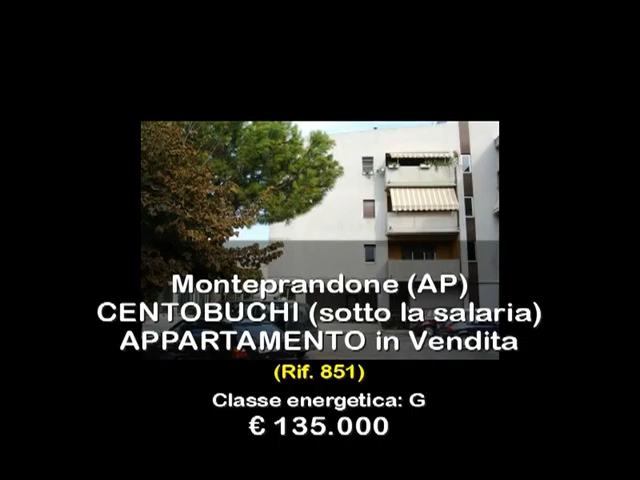 Monteprandone (AP)
CENTOBUCHI (sotto la salaria)
APPARTAMENTO in Vendita
(Rif. 851)
Classe energetica: G
€ 135.000